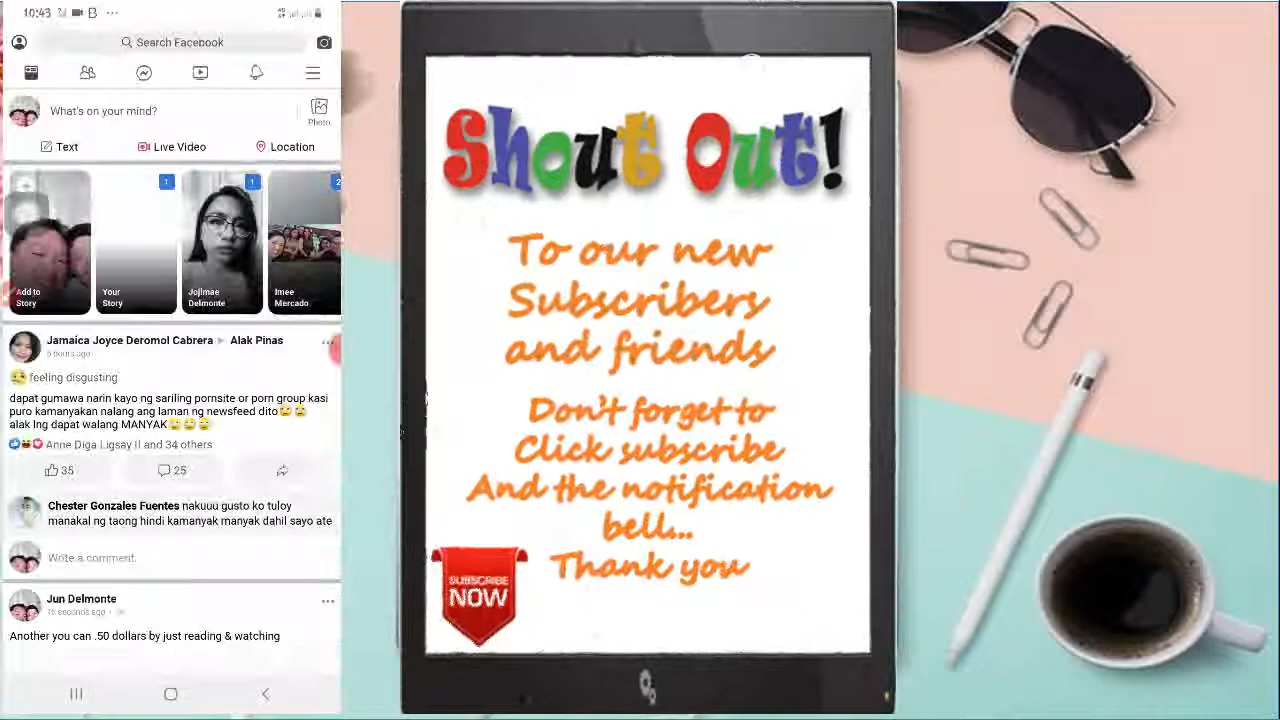 10:43
Search Facebook
What's on your mind?
Photo
Text
Live Video
Location
1
1
2
Add to
Story
Your
Story
Jojimae
Delmonte
Imee
Mercado
Jamaica Joyce Deromol Cabrera ▸ Alak Pinas
feeling disgusting
dapat gumawa narin kayo ng sariling pornsite or porn group kasi
puro kamanyakan nalang ang laman ng newsfeed dito
alak lng dapat walang MANYAK
Anne Diga Ligsay II and 34 others
35
25
Chester Gonzales Fuentes nakuuu gusto ko tuloy
manakal ng taong hindi kamanyak manyak dahil sayo ate
Write a comment.
Jun Delmonte
seconds ago
Another you can .50 dollars by just reading & watching
Shout Out!
To our new
Subscribers
and friends
Don't forget to
Click subscribe
And the notification
bell...
Thank you
SUBSCRIBE
NOW